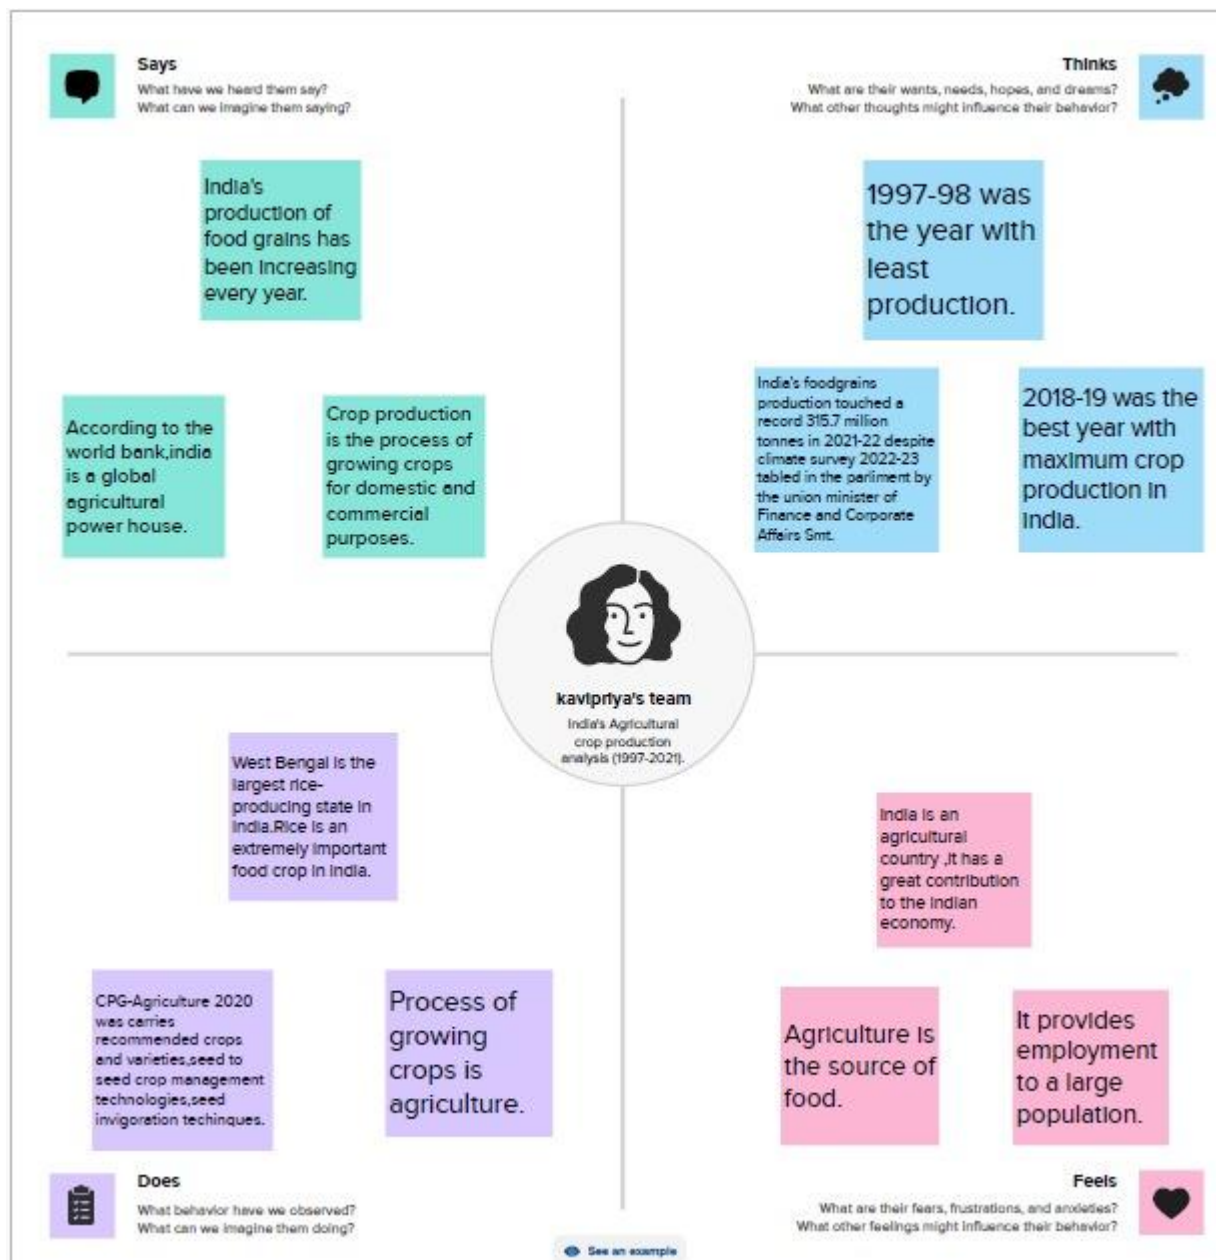 Says
What have we heard them say?
What can we imagine them saying?
India's
production of
food grains has
been increasing
every year.
According to the
world bank,india
is a global
agricultural
power house.
Crop production
is the process of
growing crops
for domestic and
commercial
purposes.
Thinks
What are their wants, needs, hopes, and dreams?
What other thoughts might influence their behavior?
1997-98 was
the year with
least
production.
India's foodgrains
production touched a
record 315.7 million
tonnes in 2021-22 despite
climate survey 2022-23
tabled in the parliment by
the union minister of
Finance and Corporate
Affairs Smt.
2018-19 was the
best year with
maximum crop
production in
india.
kavipriya's team
India's Agricultural
crop production
analysis (1997-2021).
West Bengal is the
largest rice-
producing state in
india.Rice is an
extremely important
food crop in india.
CPG-Agriculture 2020
was carries
recommended crops
and varieties,seed to
seed crop management
technologies,seed
invigoration techinques.
Process of
growing
crops is
agriculture.
Does
What behavior have we observed?
What can we imagine them doing?
India is an
agricultural
country ,it has a
great contribution
to the indian
economy.
Agriculture is
the source of
food.
It provides
employment
to a large
population.
Feels
What are their fears, frustrations, and anxieties?
What other feelings might influence their behavior?
See an example